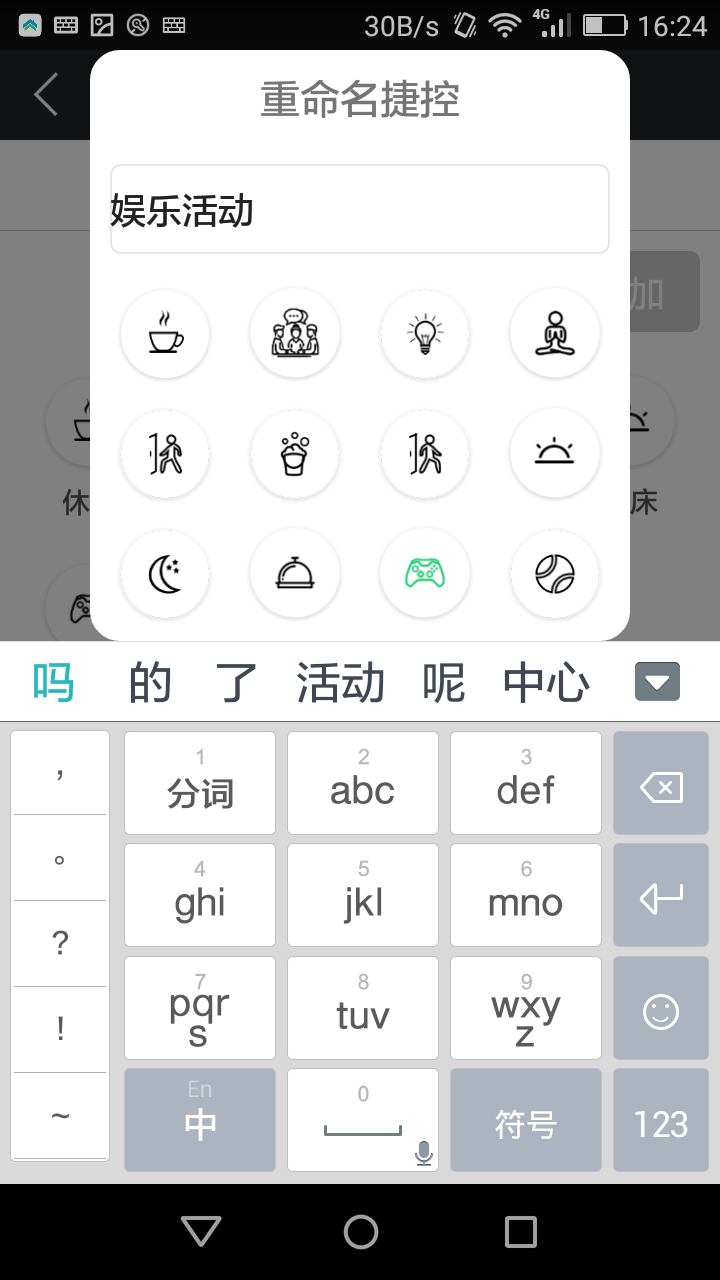 30B/s 4G 16:24
重命名捷控
娱乐活动
加
休
床
吗 的 了 活动 呢 中心
,
。
?
!
~
1
分词
2
abc
3
def
4
ghi
5
jkl
6
mno
7
pqr
s
8
tuv
9
wxy
z
En
中
0
符号
123